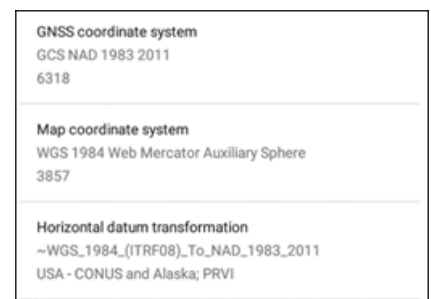 GNSS coordinate system
GCS NAD 1983 2011
6318
Map coordinate system
WGS 1984 Web Mercator Auxiliary Sphere
3857
Horizontal datum transformation
~WGS_1984_(ITRF08)_To_NAD_1983_2011
USA - CONUS and Alaska; PRVI